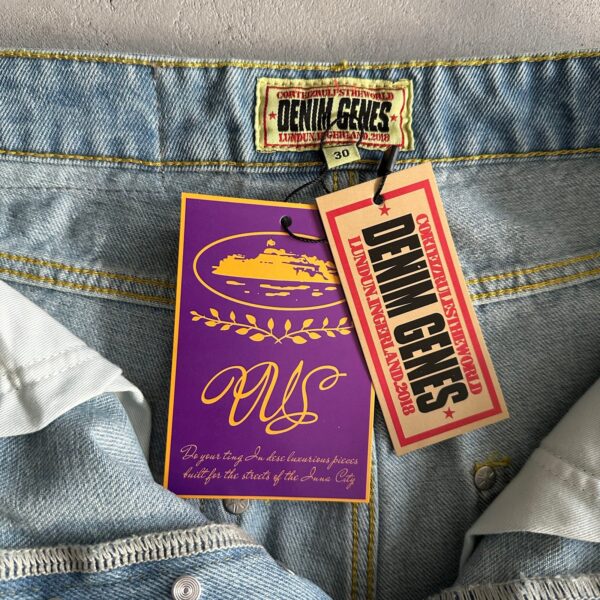 CORTEIZRULESTHEWORLD
DENIM GENES
LUNDUN,INGERLAND,2018
30
Do your ting In dese luxurious pieces
built for the streets of the Inna City
CORTEIZRULESTHEWORLD
DENIM GENES
LUNDUN,INGERLAND,2018